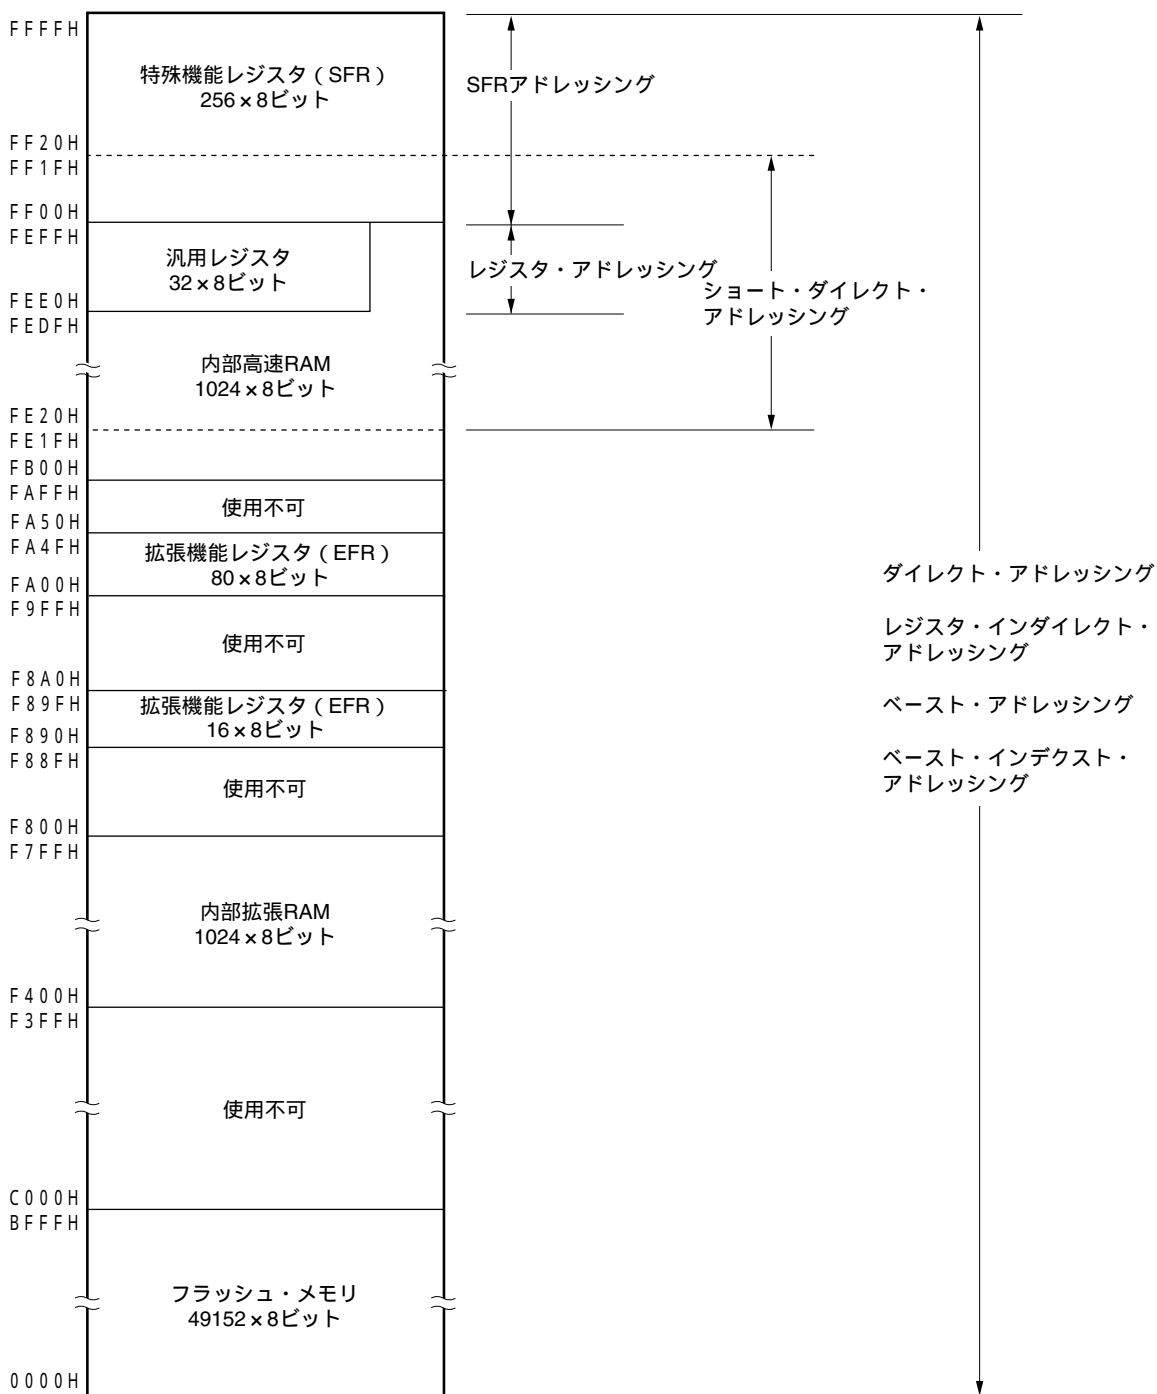 FFFFH
特殊機能レジスタ（SFR）
256×8ビット
SFRアドレッシング
FF20H
FF1FH
FF00H
FEFFH
汎用レジスタ
32×8ビット
レジスタ・アドレッシング
ショート・ダイレクト・
アドレッシング
FEE0H
FEDFH
内部高速RAM
1024×8ビット
FE20H
FE1FH
FB00H
FAFFH
使用不可
FA50H
FA4FH
拡張機能レジスタ（EFR）
80×8ビット
FA00H
F9FFH
使用不可
F8A0H
F89FH
拡張機能レジスタ（EFR）
16×8ビット
F890H
F88FH
使用不可
F800H
F7FFH
ダイレクト・アドレッシング
レジスタ・インダイレクト・
アドレッシング
ベースト・アドレッシング
ベースト・インデクスト・
アドレッシング
内部拡張RAM
1024×8ビット
F400H
F3FFH
使用不可
C000H
BFFFH
フラッシュ・メモリ
49152×8ビット
0000H